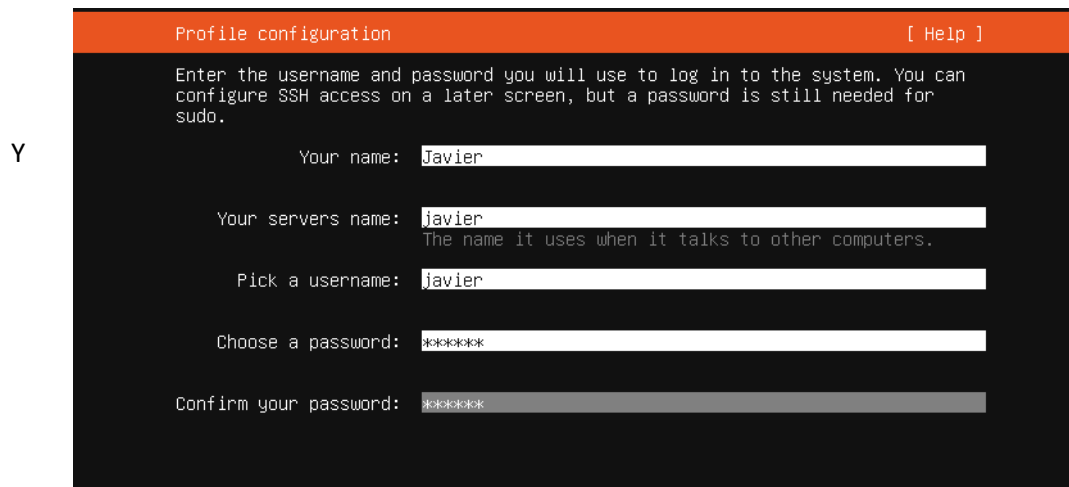 Profile configuration [ Help ]
Enter the username and password you will use to log in to the system. You can
configure SSH access on a later screen, but a password is still needed for
sudo.
Y
Your name: Javier
Your servers name: javier
The name it uses when it talks to other computers.
Pick a username: javier
Choose a password: ******
Confirm your password: ******